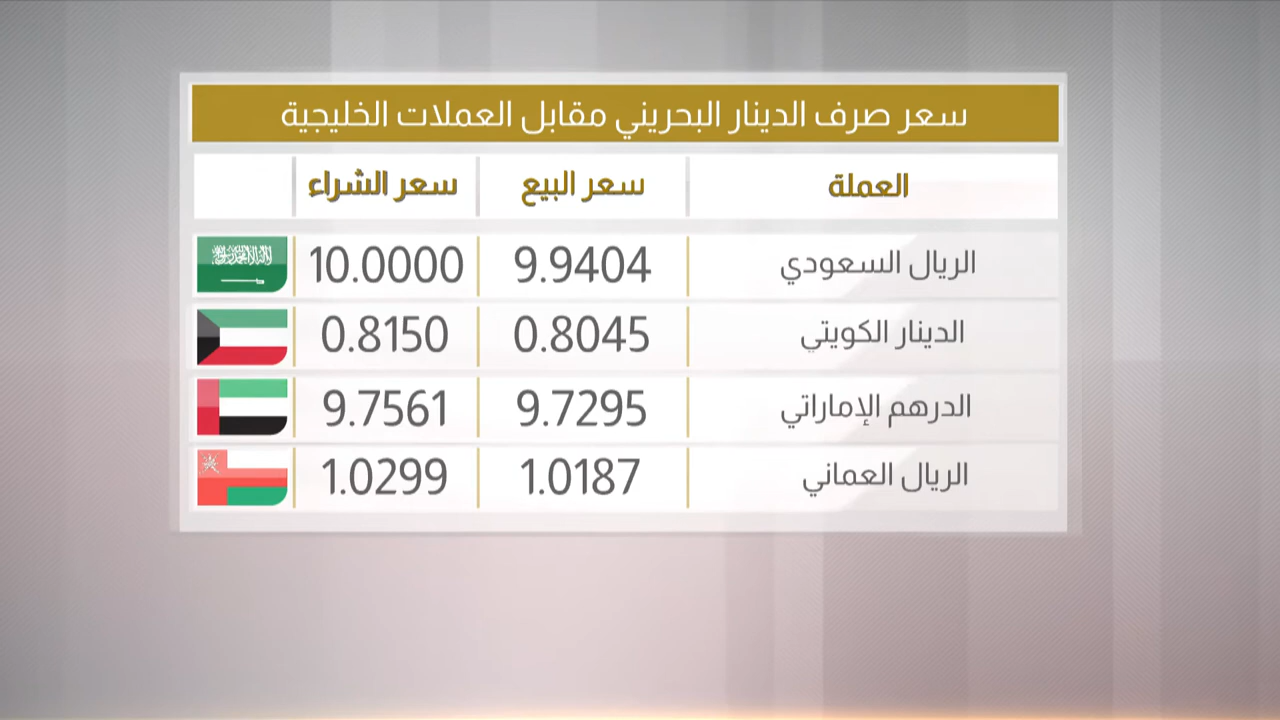 سعر صرف الدينار البحريني مقابل العملات الخليجية
العملة سعر البيع سعر الشراء
الريال السعودي 9.9404 10.0000
الدينار الكويتي 0.8045 0.8150
الدرهم الإماراتي 9.7295 9.7561
الريال العماني 1.0187 1.0299